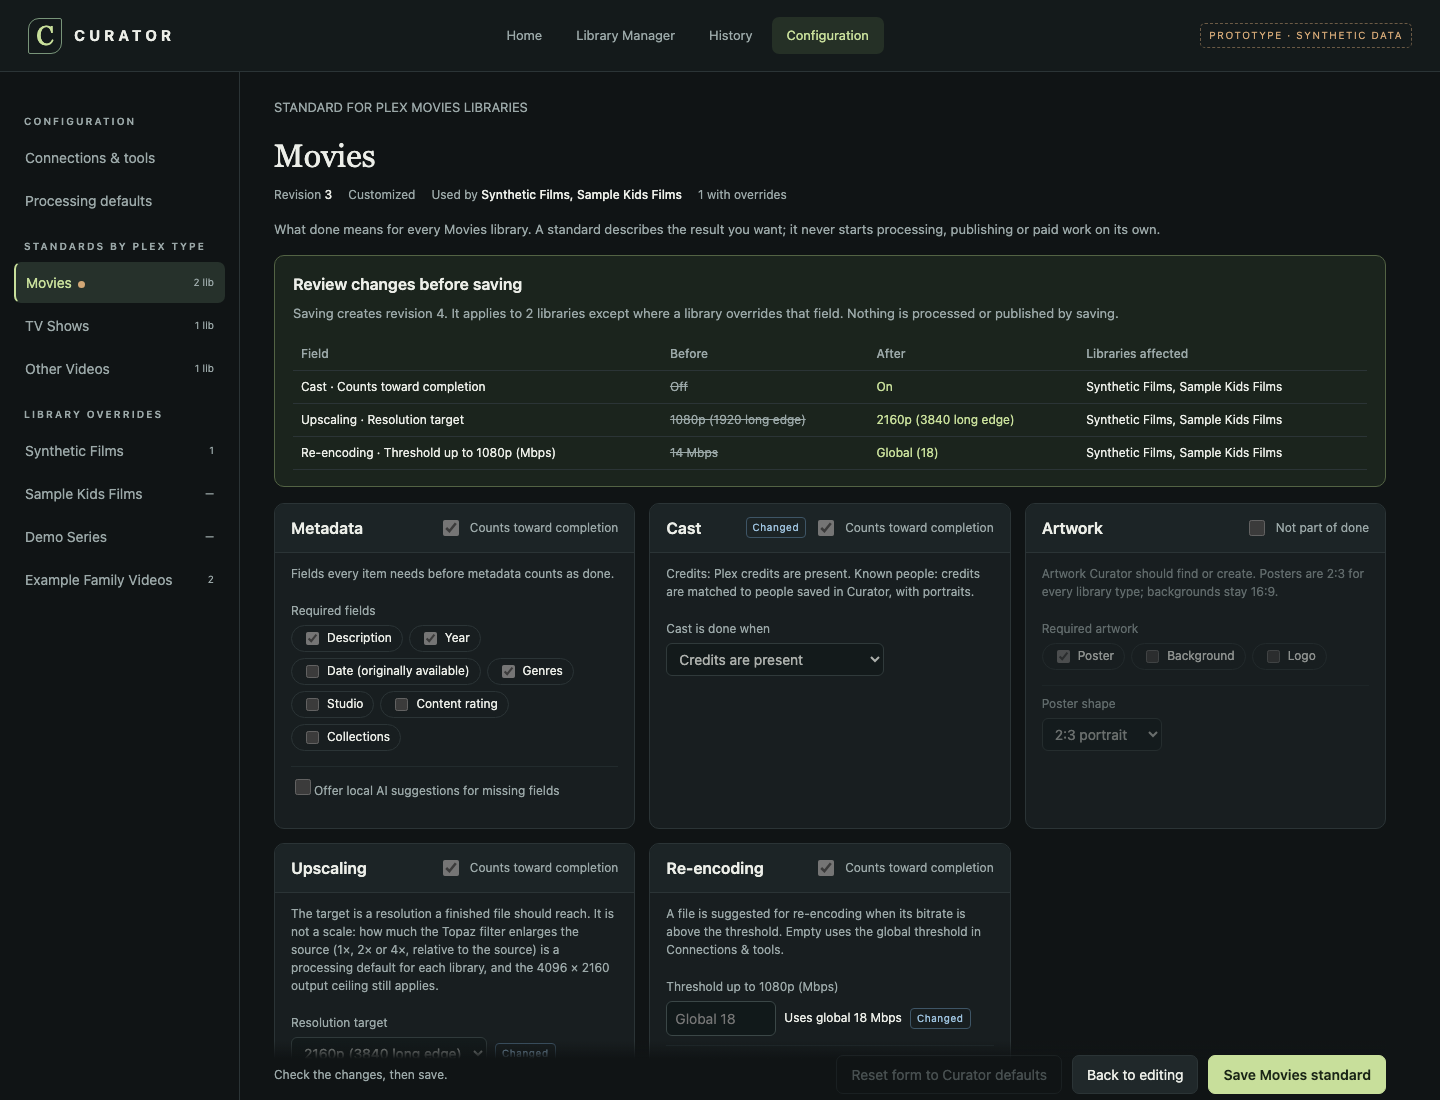 C CURATOR
Home Library Manager History Configuration
PROTOTYPE · SYNTHETIC DATA
CONFIGURATION
Connections & tools
Processing defaults
STANDARDS BY PLEX TYPE
Movies 2 lib
TV Shows 1 lib
Other Videos 1 lib
LIBRARY OVERRIDES
Synthetic Films 1
Sample Kids Films –
Demo Series –
Example Family Videos 2
STANDARD FOR PLEX MOVIES LIBRARIES
Movies
Revision 3 Customized Used by Synthetic Films, Sample Kids Films 1 with overrides
What done means for every Movies library. A standard describes the result you want; it never starts processing, publishing or paid work on its own.
Review changes before saving
Saving creates revision 4. It applies to 2 libraries except where a library overrides that field. Nothing is processed or published by saving.
Field Before After Libraries affected
Cast · Counts toward completion Off On Synthetic Films, Sample Kids Films
Upscaling · Resolution target 1080p (1920 long edge) 2160p (3840 long edge) Synthetic Films, Sample Kids Films
Re-encoding · Threshold up to 1080p (Mbps) 14 Mbps Global (18) Synthetic Films, Sample Kids Films
Metadata Counts toward completion
Fields every item needs before metadata counts as done.
Required fields
Description Year
Date (originally available) Genres
Studio Content rating
Collections
Offer local AI suggestions for missing fields
Cast Changed Counts toward completion
Credits: Plex credits are present. Known people: credits
are matched to people saved in Curator, with portraits.
Cast is done when
Credits are present
Artwork Not part of done
Artwork Curator should find or create. Posters are 2:3 for
every library type; backgrounds stay 16:9.
Required artwork
Poster Background Logo
Poster shape
2:3 portrait
Upscaling Counts toward completion
The target is a resolution a finished file should reach. It is
not a scale: how much the Topaz filter enlarges the
source (1×, 2× or 4×, relative to the source) is a
processing default for each library, and the 4096 × 2160
output ceiling still applies.
Resolution target
2160p (3840 long edge) Changed
Re-encoding Counts toward completion
A file is suggested for re-encoding when its bitrate is
above the threshold. Empty uses the global threshold in
Connections & tools.
Threshold up to 1080p (Mbps)
Global 18 Uses global 18 Mbps Changed
Check the changes, then save.
Reset form to Curator defaults Back to editing Save Movies standard